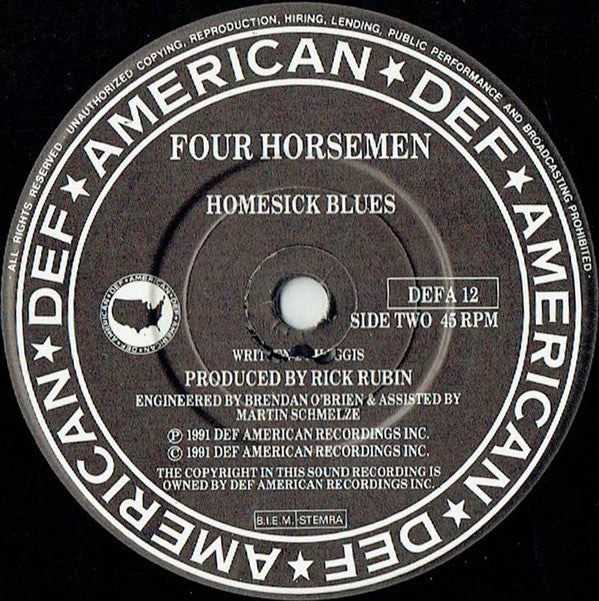 ALL RIGHTS RESERVED · UNAUTHORIZED COPYING, REPRODUCTION, HIRING, LENDING, PUBLIC PERFORMANCE AND BROADCASTING PROHIBITED.
DEF ★ AMERICAN ★ DEF ★ AMERICAN ★ DEF ★ AMERICAN ★ DEF ★ AMERICAN ★
FOUR HORSEMEN
HOMESICK BLUES
DEF AMERICAN
DEFA 12
SIDE TWO 45 RPM
PRODUCED BY RICK RUBIN
ENGINEERED BY BRENDAN O'BRIEN & ASSISTED BY
MARTIN SCHMELZE
Ⓟ 1991 DEF AMERICAN RECORDINGS INC.
© 1991 DEF AMERICAN RECORDINGS INC.
THE COPYRIGHT IN THIS SOUND RECORDING IS
OWNED BY DEF AMERICAN RECORDINGS INC.
B.I.E.M. STEMRA